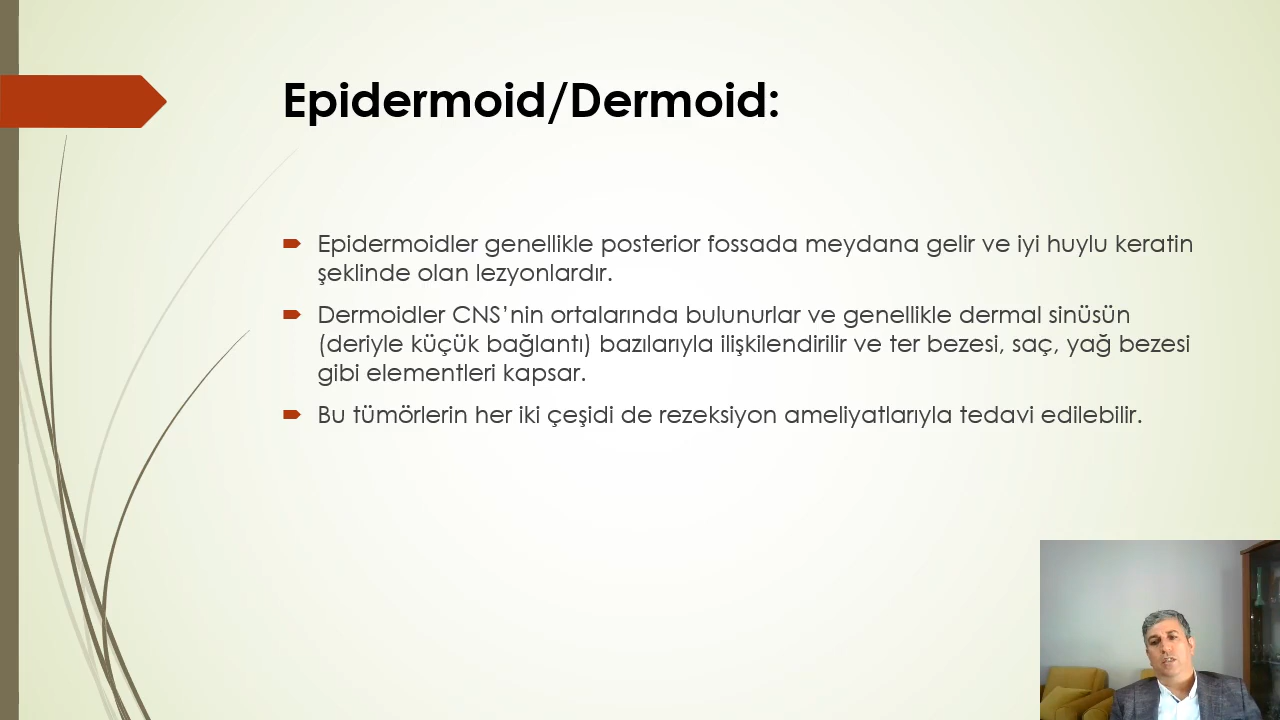 Epidermoid/Dermoid:
Epidermoidler genellikle posterior fossada meydana gelir ve iyi huylu keratin
şeklinde olan lezyonlardır.
Dermoidler CNS’nin ortalarında bulunurlar ve genellikle dermal sinüsün
(deriyle küçük bağlantı) bazılarıyla ilişkilendirilir ve ter bezesi, saç, yağ bezesi
gibi elementleri kapsar.
Bu tümörlerin her iki çeşidi de rezeksiyon ameliyatlarıyla tedavi edilebilir.